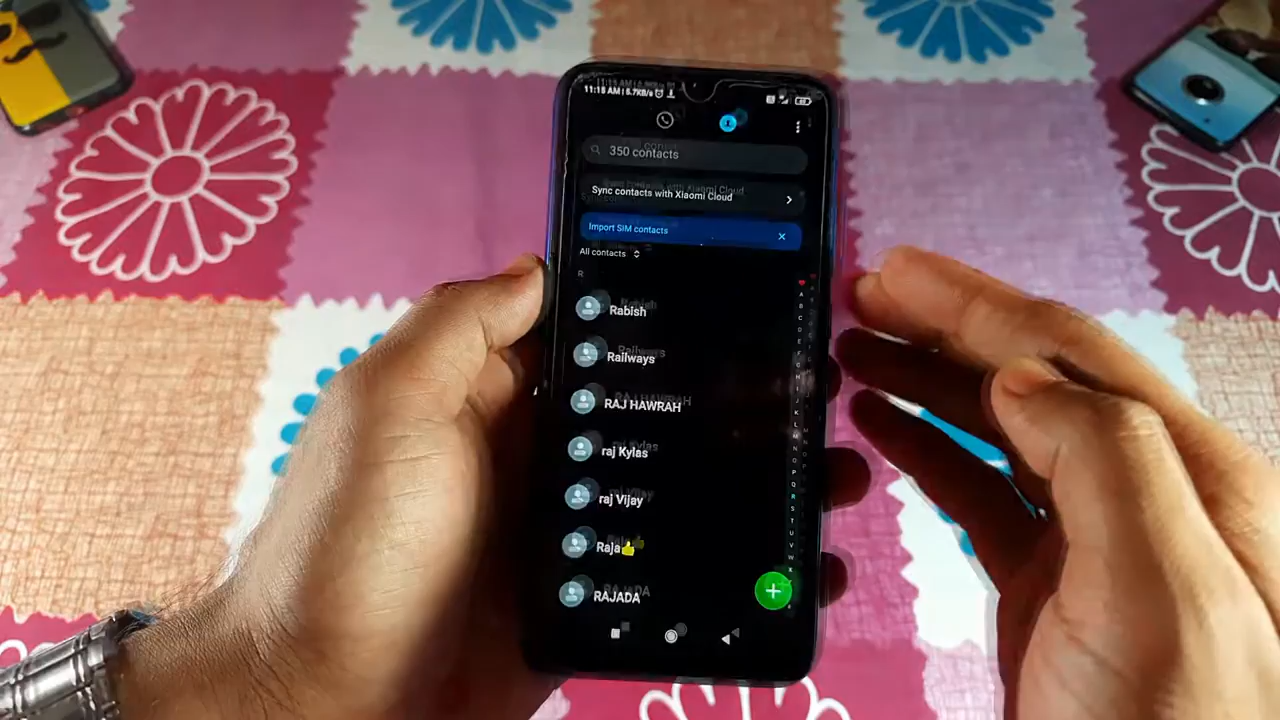 11:15 AM | 5.7KB/s
350 contacts
Sync contacts with Xiaomi Cloud
Import SIM contacts
All contacts
R
Rabish
Railways
RAJ HAWRAH
raj Kylas
raj Vijay
Raja👍
RAJADA